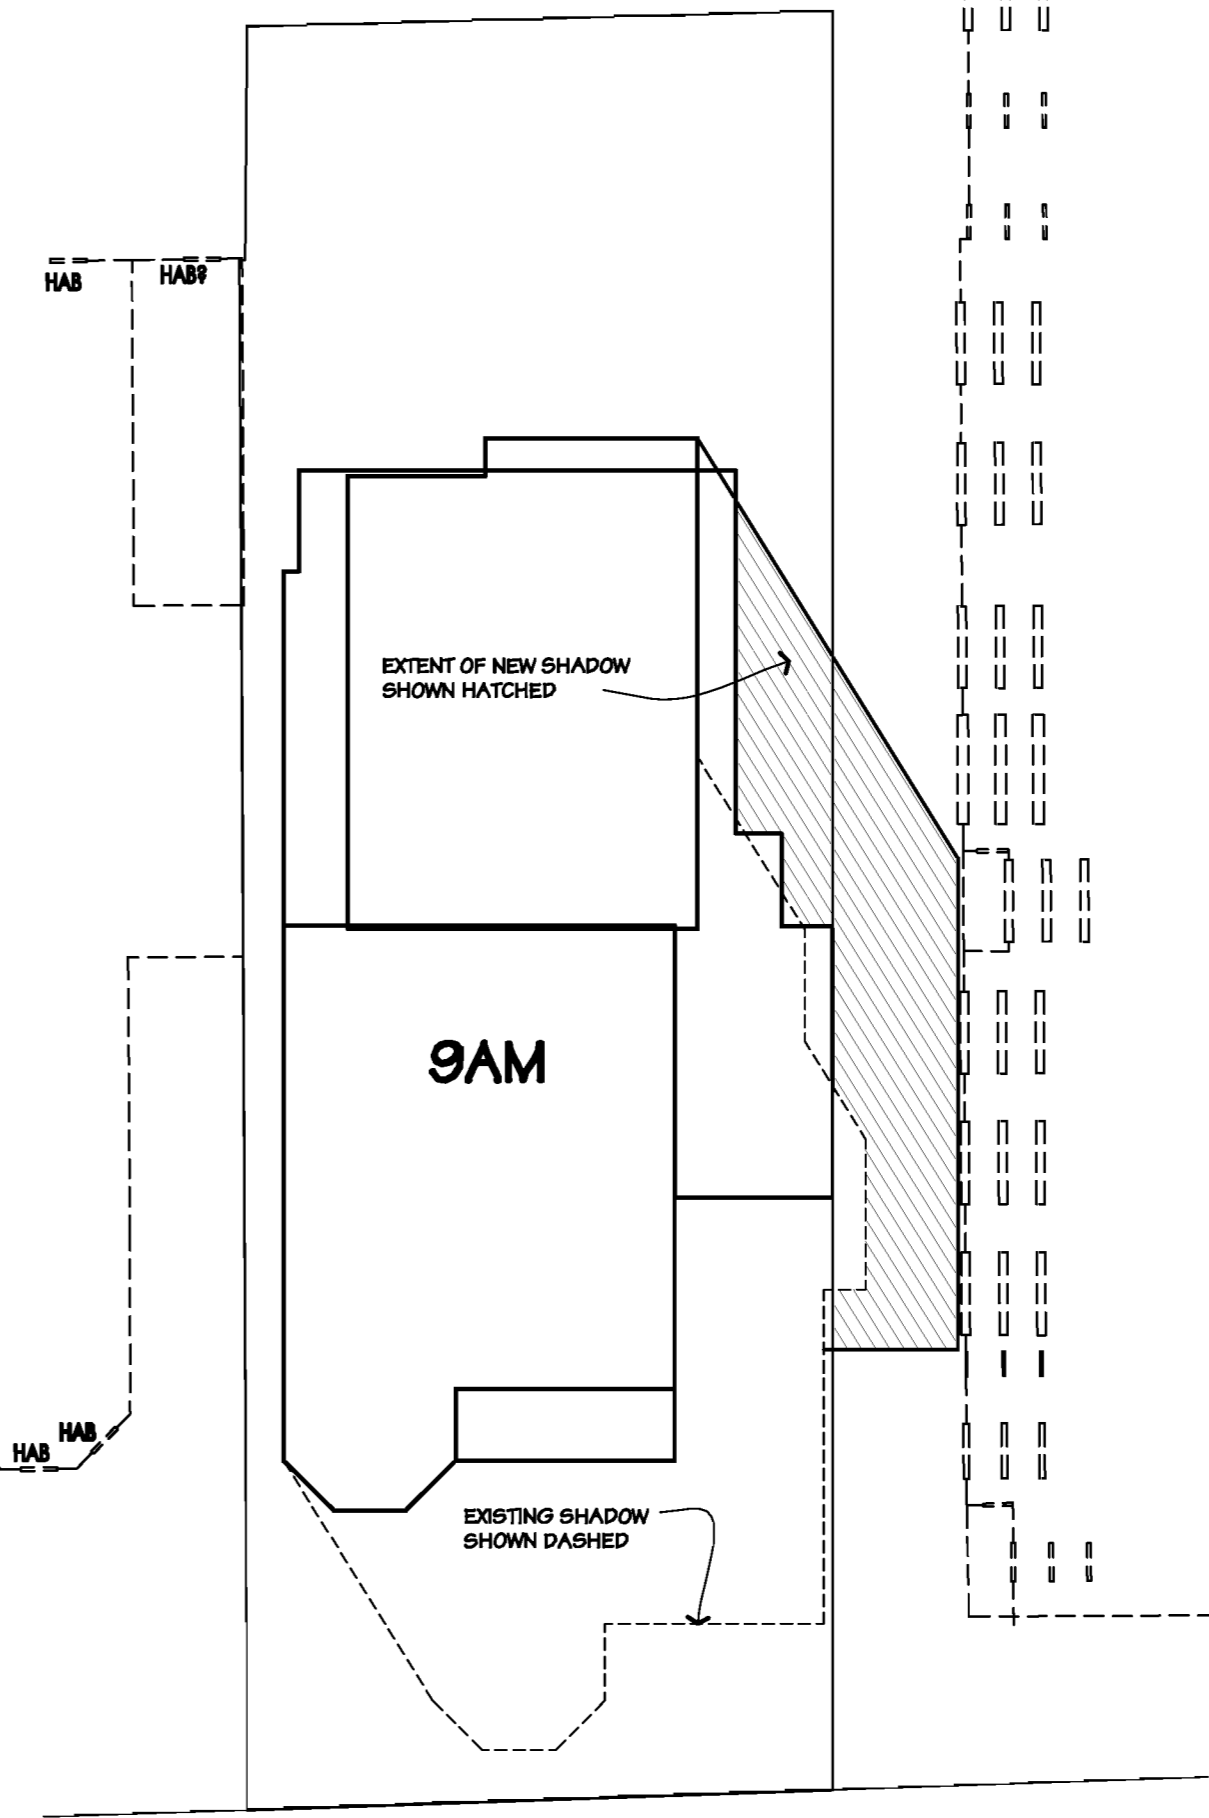 HAB
HAB?
EXTENT OF NEW SHADOW
SHOWN HATCHED
9AM
HAB
HAB
EXISTING SHADOW
SHOWN DASHED